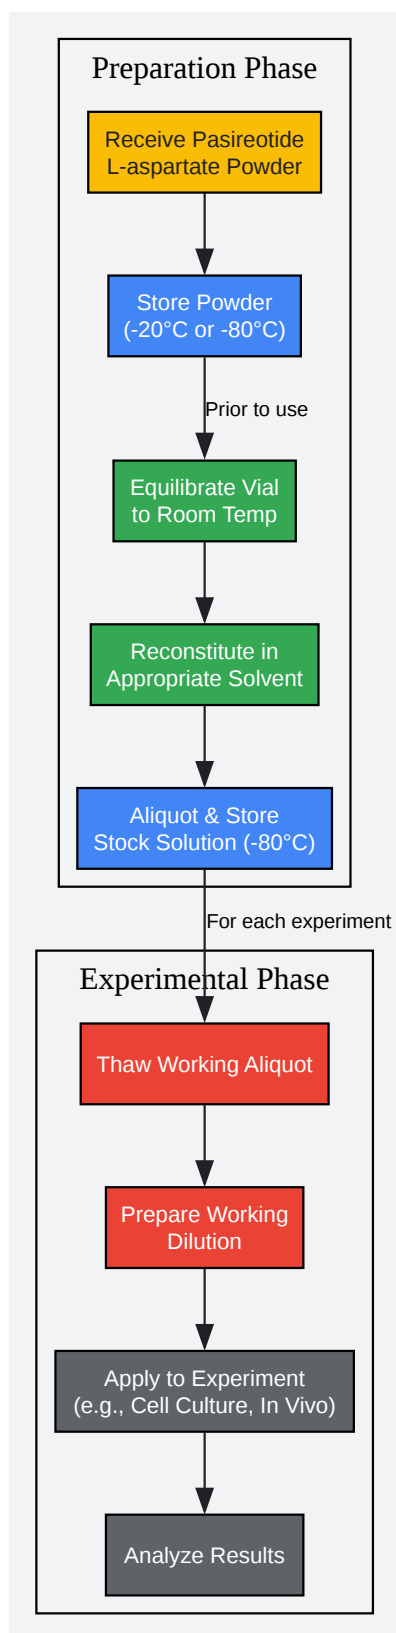 Preparation Phase
Receive Pasireotide
L-aspartate Powder
Store Powder
(-20°C or -80°C)
Prior to use
Equilibrate Vial
to Room Temp
Reconstitute in
Appropriate Solvent
Aliquot & Store
Stock Solution (-80°C)
For each experiment
Experimental Phase
Thaw Working Aliquot
Prepare Working
Dilution
Apply to Experiment
(e.g., Cell Culture, In Vivo)
Analyze Results